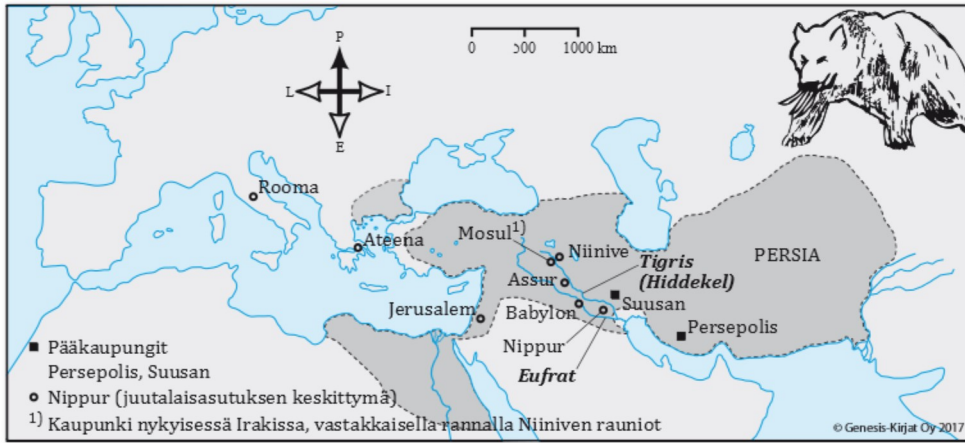 P
0 500 1000 km
L I
E
Rooma
Ateena
Mosul1)
Niinive
PERSIA
Tigris
(Hiddekel)
Assur
Suusan
Jerusalem
Babylon
Persepolis
Nippur
Eufrat
Pääkaupungit
Persepolis, Suusan
Nippur (juutalaisasutuksen keskittymä)
1) Kaupunki nykyisessä Irakissa, vastakkaisella rannalla Niiniven rauniot
© Genesis-Kirjat Oy 2017